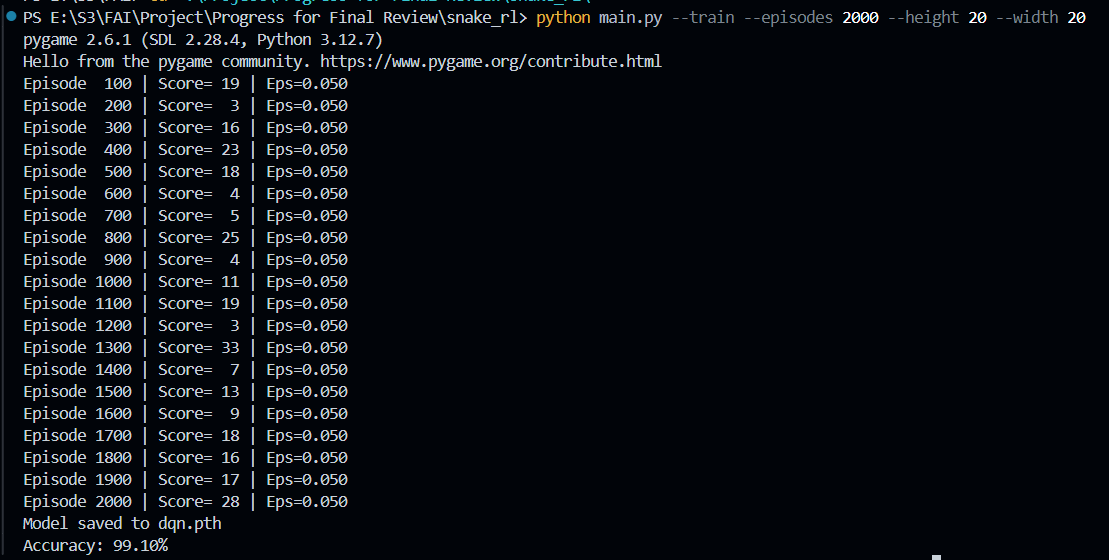 PS E:\S3\FAI\Project\Progress for Final Review\snake_rl> python main.py --train --episodes 2000 --height 20 --width 20
pygame 2.6.1 (SDL 2.28.4, Python 3.12.7)
Hello from the pygame community. https://www.pygame.org/contribute.html
Episode  100 | Score= 19 | Eps=0.050
Episode  200 | Score=  3 | Eps=0.050
Episode  300 | Score= 16 | Eps=0.050
Episode  400 | Score= 23 | Eps=0.050
Episode  500 | Score= 18 | Eps=0.050
Episode  600 | Score=  4 | Eps=0.050
Episode  700 | Score=  5 | Eps=0.050
Episode  800 | Score= 25 | Eps=0.050
Episode  900 | Score=  4 | Eps=0.050
Episode 1000 | Score= 11 | Eps=0.050
Episode 1100 | Score= 19 | Eps=0.050
Episode 1200 | Score=  3 | Eps=0.050
Episode 1300 | Score= 33 | Eps=0.050
Episode 1400 | Score=  7 | Eps=0.050
Episode 1500 | Score= 13 | Eps=0.050
Episode 1600 | Score=  9 | Eps=0.050
Episode 1700 | Score= 18 | Eps=0.050
Episode 1800 | Score= 16 | Eps=0.050
Episode 1900 | Score= 17 | Eps=0.050
Episode 2000 | Score= 28 | Eps=0.050
Model saved to dqn.pth
Accuracy: 99.10%